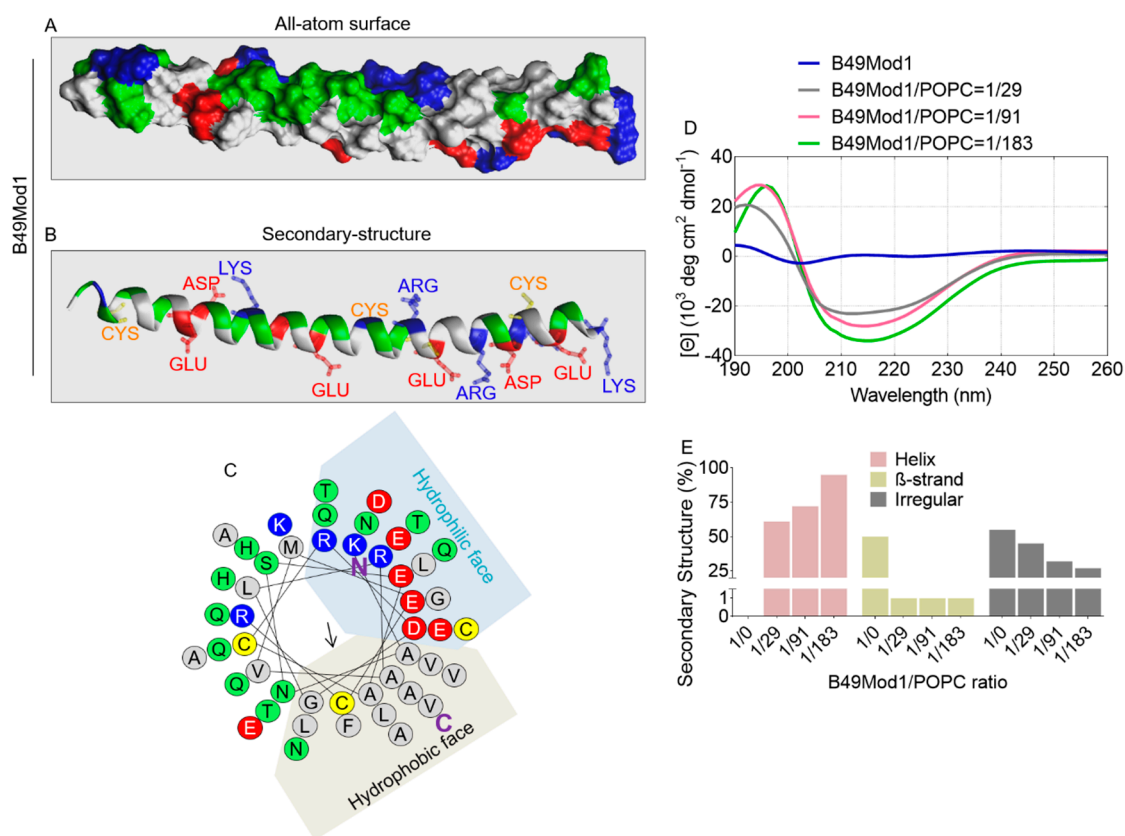 A
All-atom surface
B49Mod1
B
Secondary-structure
CYS
ASP
LYS
GLU
GLU
CYS
ARG
GLU
ARG
CYS
ASP
GLU
LYS
C
Hydrophilic face
Hydrophobic face
T
Q
R
N
K
D
E
T
R
N
L
Q
E
E
G
D
E
C
A
V
V
A
A
V
C
A
L
A
C
F
G
L
N
N
T
E
V
Q
C
Q
A
R
Q
L
H
S
H
A
M
K
B49Mod1
B49Mod1/POPC=1/29
B49Mod1/POPC=1/91
B49Mod1/POPC=1/183
D
[Θ] (10³ deg cm² dmol⁻¹)
40
20
0
-20
-40
190 200 210 220 230 240 250 260
Wavelength (nm)
E
Helix
ß-strand
Irregular
Secondary Structure (%)
100
75
50
25
1
0
1/0 1/29 1/91 1/183 1/0 1/29 1/91 1/183 1/0 1/29 1/91 1/183
B49Mod1/POPC ratio